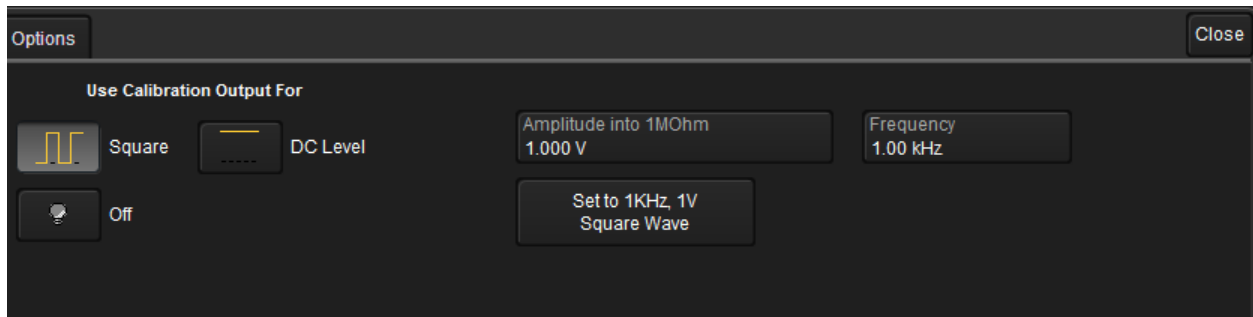 Options
Close
Use Calibration Output For
Square
DC Level
Amplitude into 1MOhm
1.000 V
Frequency
1.00 kHz
Off
Set to 1KHz, 1V
Square Wave